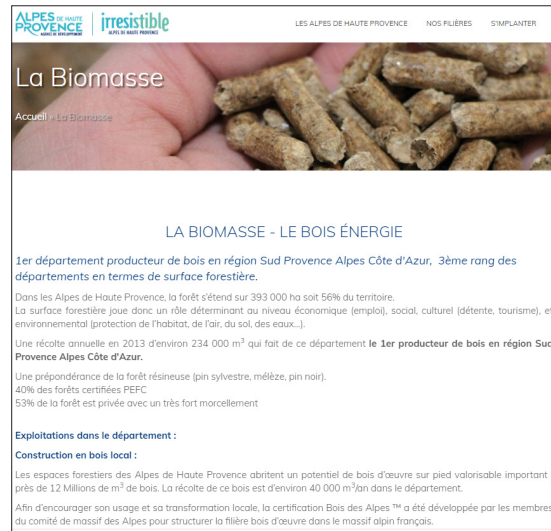 ALPES DE HAUTE
PROVENCE
AGENCE DE DÉVELOPPEMENT
irresistible
ALPES DE HAUTE PROVENCE
LES ALPES DE HAUTE PROVENCE NOS FILIÈRES S'IMPLANTER
La Biomasse
Accueil » La Biomasse
LA BIOMASSE - LE BOIS ÉNERGIE
1er département producteur de bois en région Sud Provence Alpes Côte d'Azur, 3ème rang des
départements en termes de surface forestière.
Dans les Alpes de Haute Provence, la forêt s'étend sur 393 000 ha soit 56% du territoire.
La surface forestière joue donc un rôle déterminant au niveau économique (emploi), social, culturel (détente, tourisme), et
environnemental (protection de l'habitat, de l'air, du sol, des eaux...).
Une récolte annuelle en 2013 d'environ 234 000 m³ qui fait de ce département le 1er producteur de bois en région Sud
Provence Alpes Côte d'Azur.
Une prépondérance de la forêt résineuse (pin sylvestre, mélèze, pin noir).
40% des forêts certifiées PEFC
53% de la forêt est privée avec un très fort morcellement
Exploitations dans le département :
Construction en bois local :
Les espaces forestiers des Alpes de Haute Provence abritent un potentiel de bois d'œuvre sur pied valorisable important :
près de 12 Millions de m³ de bois. La récolte de ce bois est d'environ 40 000 m³/an dans le département.
Afin d'encourager son usage et sa transformation locale, la certification Bois des Alpes ™ a été développée par les membres
du comité de massif des Alpes pour structurer la filière bois d'œuvre dans le massif alpin français.